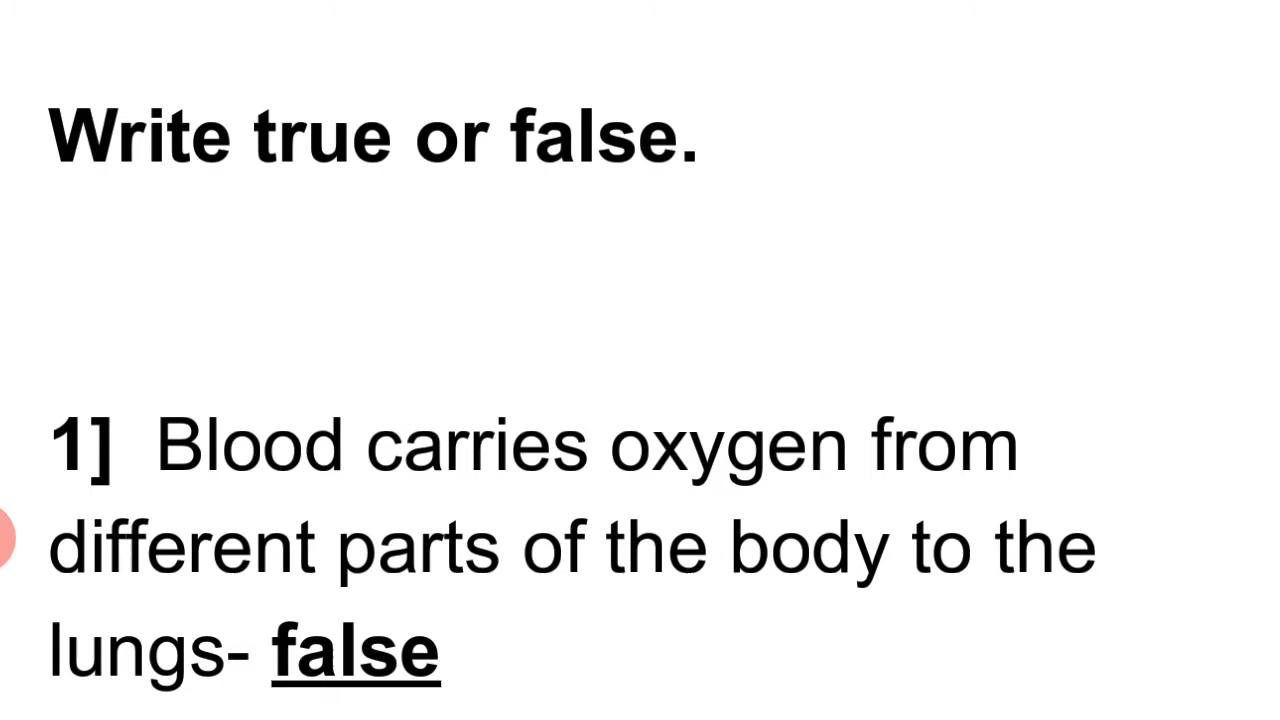 Write true or false.
1] Blood carries oxygen from
different parts of the body to the
lungs- false